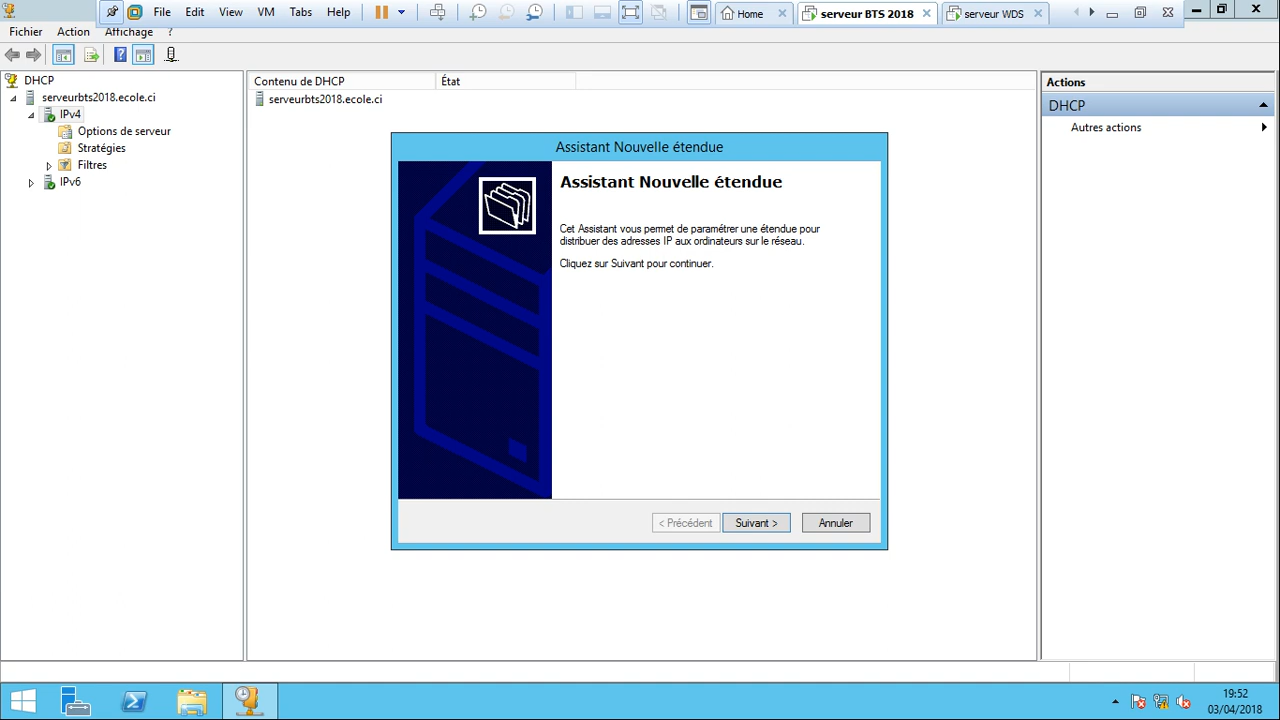 File Edit View VM Tabs Help Home serveur BTS 2018 serveur WDS
Fichier Action Affichage ?
DHCP
serveurbts2018.ecole.ci
IPv4
Options de serveur
Stratégies
Filtres
IPv6
Contenu de DHCP État
serveurbts2018.ecole.ci
Assistant Nouvelle étendue
Assistant Nouvelle étendue
Cet Assistant vous permet de paramétrer une étendue pour
distribuer des adresses IP aux ordinateurs sur le réseau.
Cliquez sur Suivant pour continuer.
< Précédent Suivant > Annuler
Actions
DHCP
Autres actions
19:52
03/04/2018